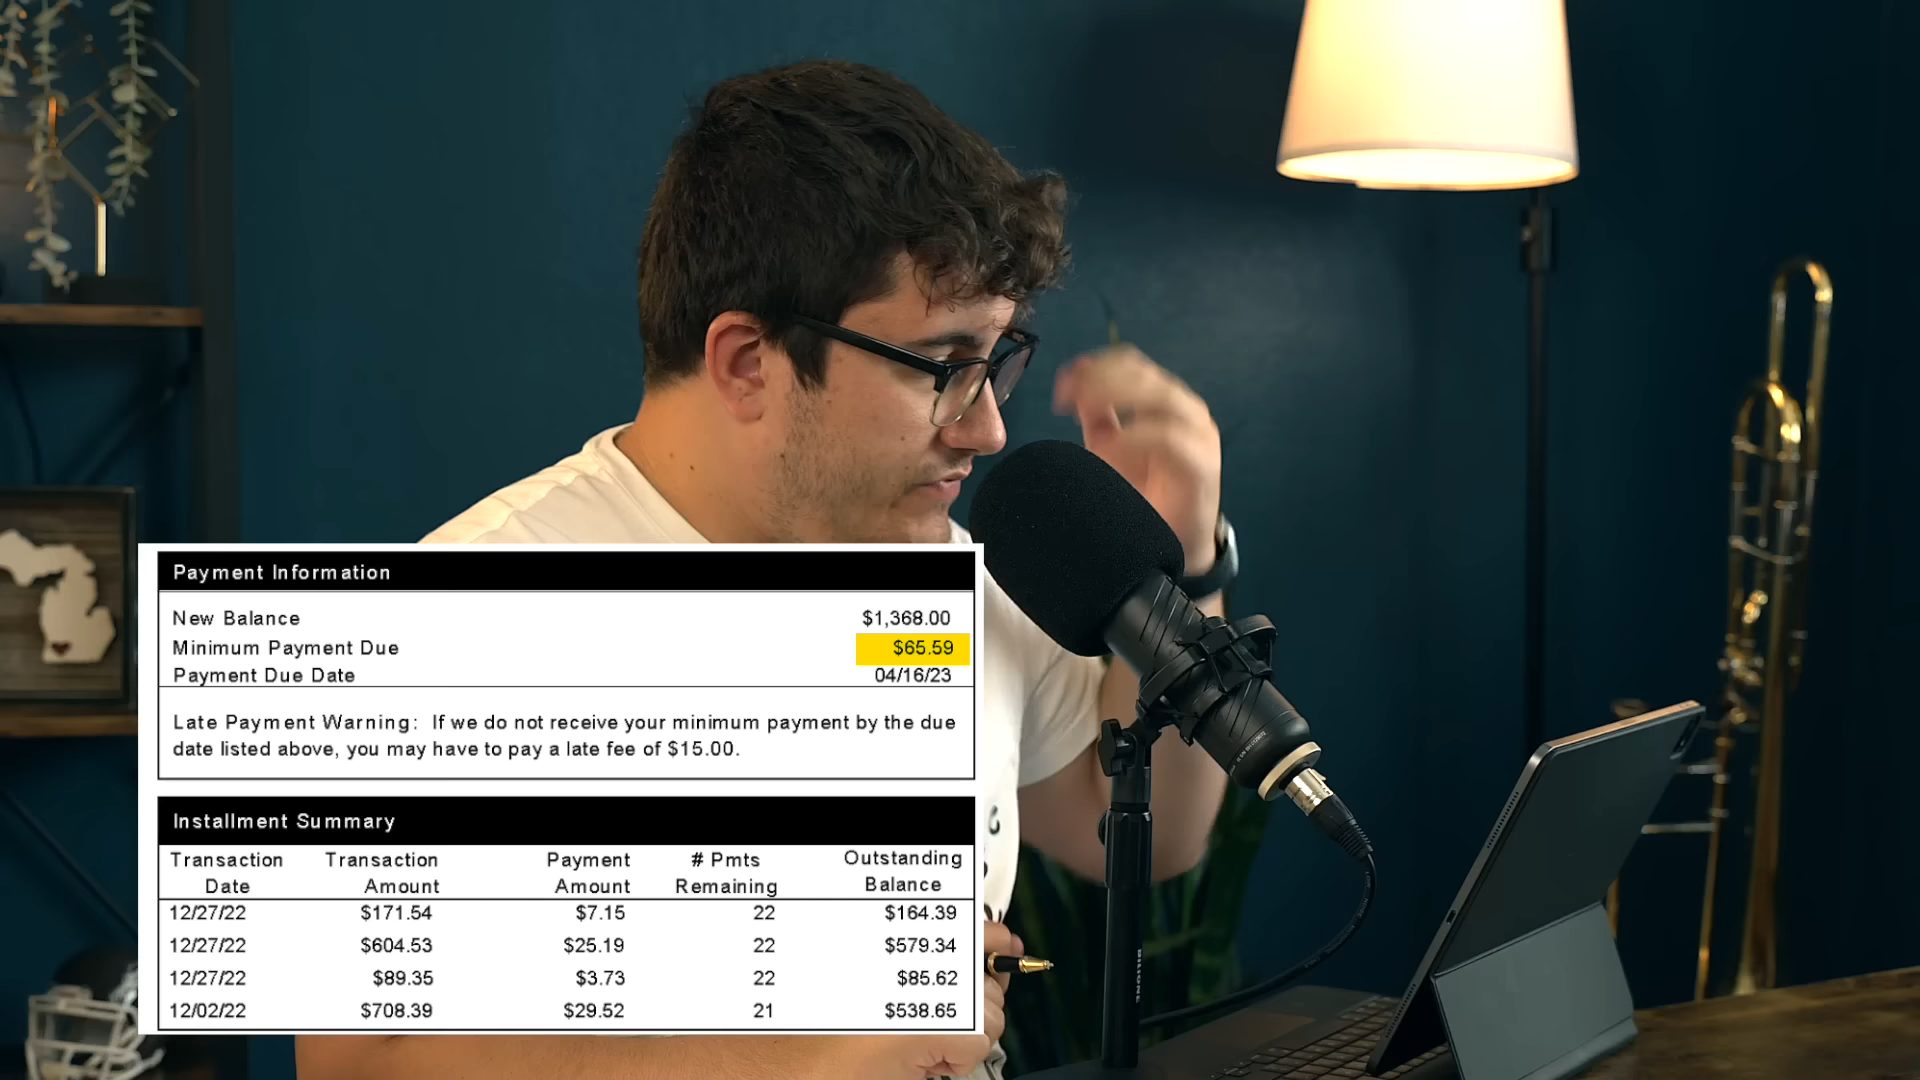 Payment Information
New Balance $1,368.00
Minimum Payment Due $65.59
Payment Due Date 04/16/23
Late Payment Warning: If we do not receive your minimum payment by the due
date listed above, you may have to pay a late fee of $15.00.
Installment Summary
Transaction Date Transaction Amount Payment Amount # Pmts Remaining Outstanding Balance
12/27/22 $171.54 $7.15 22 $164.39
12/27/22 $604.53 $25.19 22 $579.34
12/27/22 $89.35 $3.73 22 $85.62
12/02/22 $708.39 $29.52 21 $538.65